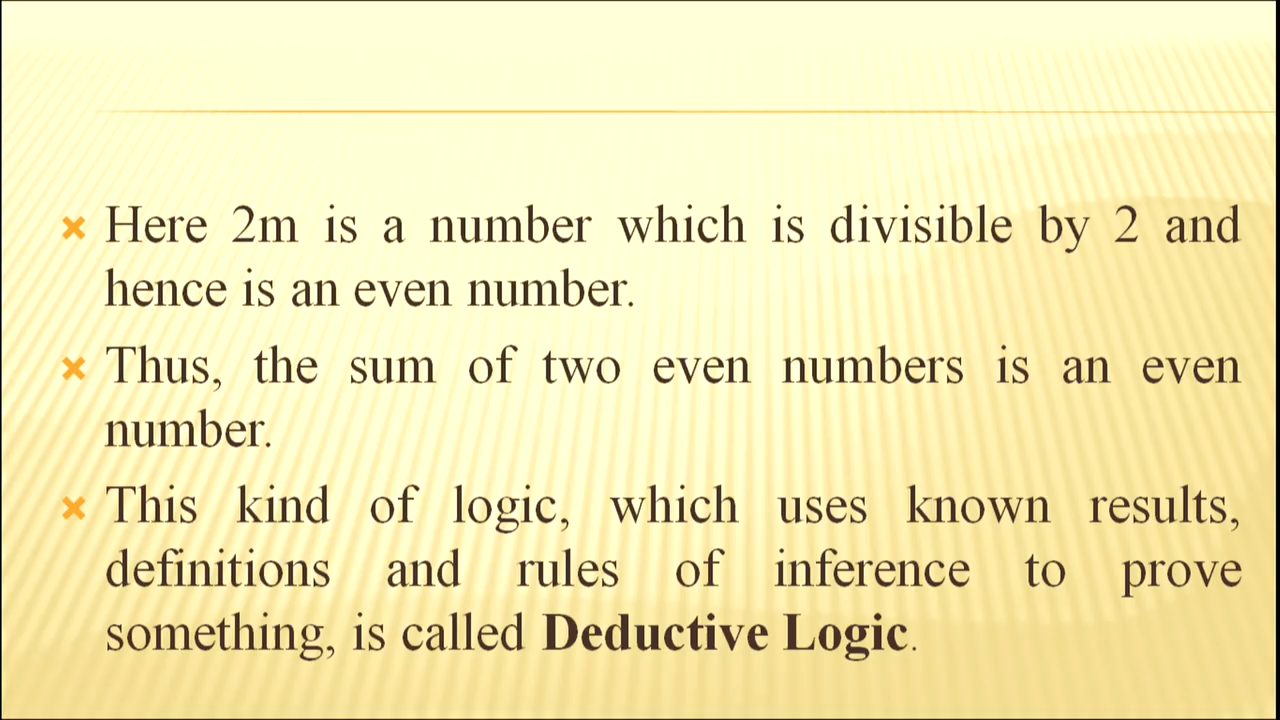 Here 2m is a number which is divisible by 2 and
hence is an even number.
Thus, the sum of two even numbers is an even
number.
This kind of logic, which uses known results,
definitions and rules of inference to prove
something, is called Deductive Logic.